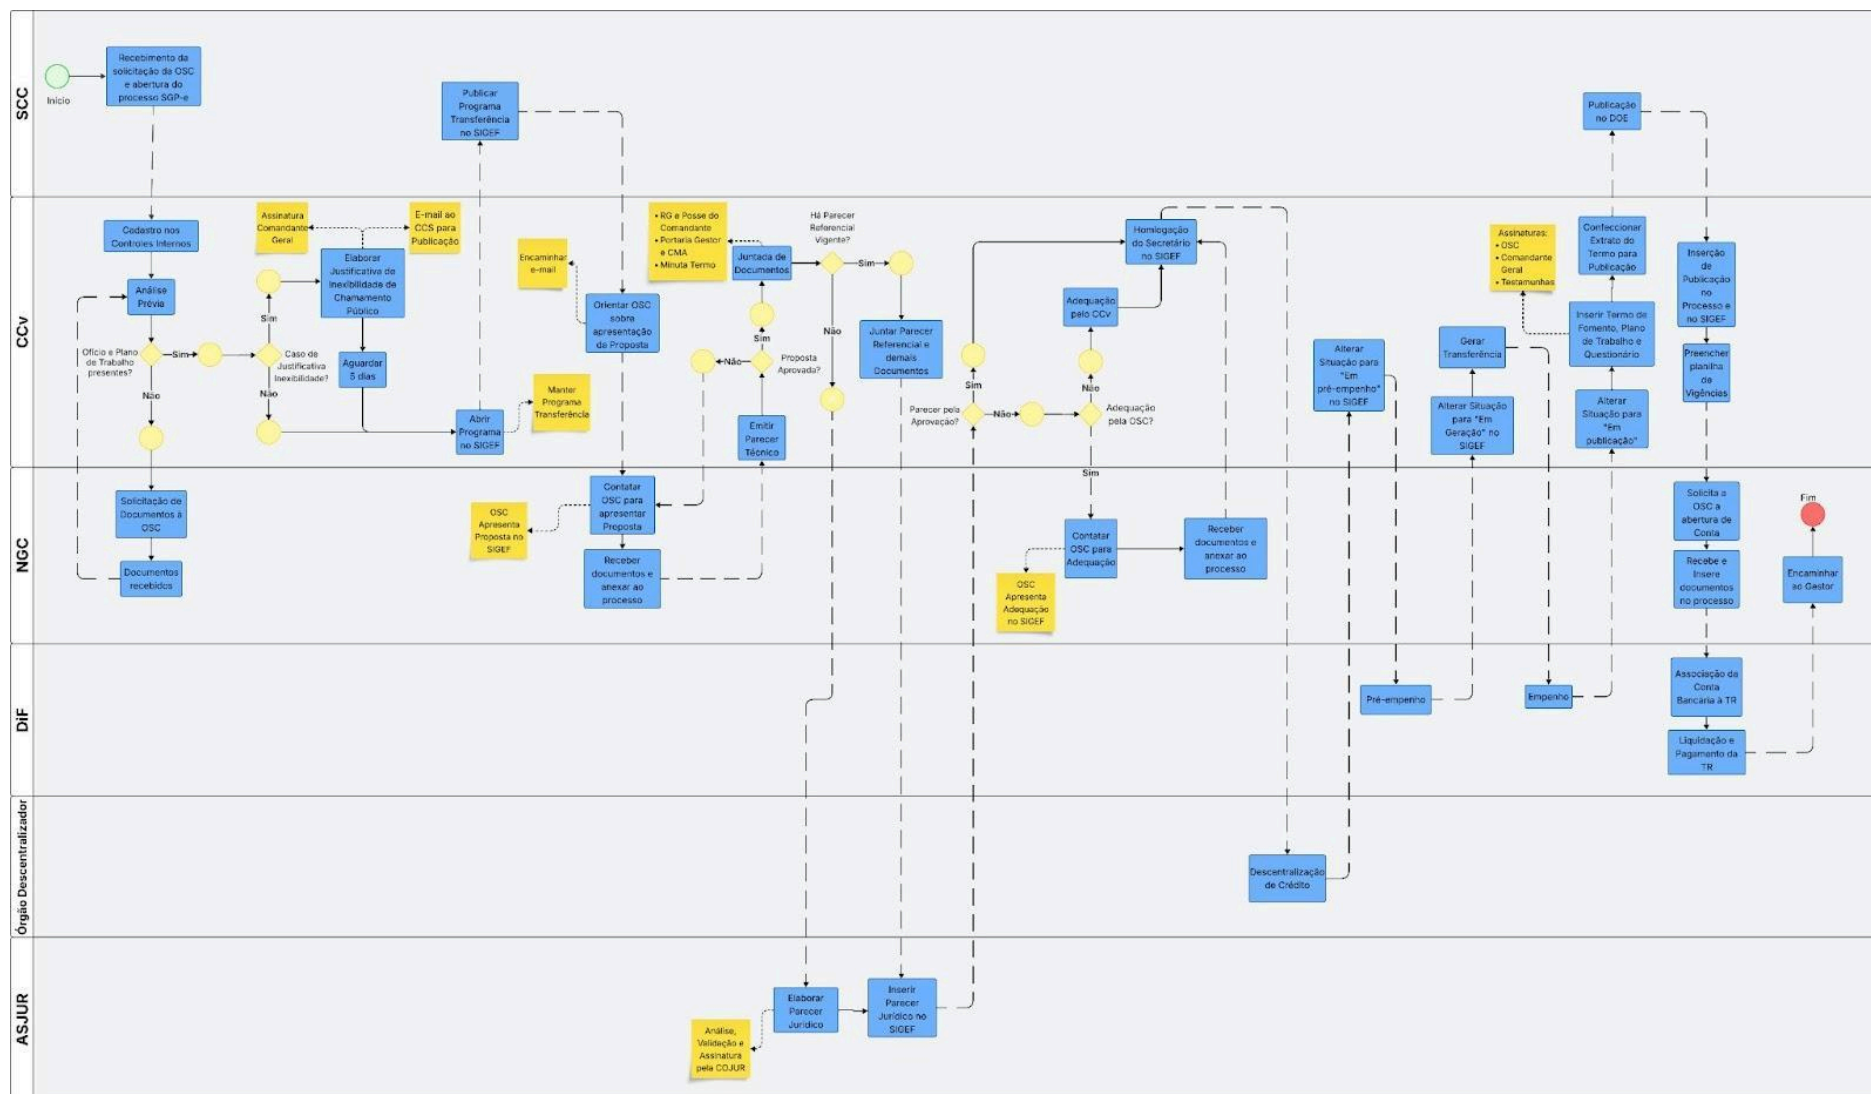 SCC
Início
Recebimento da
solicitação da OSC
e abertura do
processo SGP-e
Publicar
Programa
Transferência
no SIGEF
Publicação
no DOE
CCv
Cadastro nos
Controles Internos
Análise
Prévia
Ofício e Plano
de Trabalho
presentes?
Sim
Não
Assinatura
Comandante
Geral
E-mail ao
CCS para
Publicação
Elaborar
Justificativa de
Inexibilidade de
Chamamento
Público
Sim
Caso de
Justificativa
Inexibilidade?
Não
Aguardar
5 dias
Abrir
Programa
no SIGEF
Manter
Programa
Transferência
Encaminhar
e-mail
Orientar OSC
sobre
apresentação
de Proposta
• RG e Posse do
Comandante
• Portaria Gestor
e CMA
• Minuta Termo
Juntada de
Documentos
Há Parecer
Referencial
Vigente?
Sim
Não
Sim
Não
Proposta
Aprovada?
Emitir
Parecer
Técnico
Juntar Parecer
Referencial e
demais
Documentos
Parecer pela
Aprovação?
Sim
Não
Homlogação
do Secretário
no SIGEF
Adequação
pelo CCv
Não
Adequação
pela OSC?
Sim
Alterar
Situação para
"Em
pré-empenho"
no SIGEF
Gerar
Transferência
Alterar Situação
para "Em
Geração" no
SIGEF
Assinaturas:
• OSC
• Comandante
Geral
• Testamunhas
Confeccionar
Extrato do
Termo para
Publicação
Inserir Termo de
Fomento, Plano
de Trabalho e
Questionário
Alterar
Situação para
"Em
publicação"
Inserção
de
Publicação
no
Processo e
no SIGEF
Preencher
planilha
de
Vigências
NGC
Solicitação de
Documentos à
OSC
Documentos
recebidos
OSC
Apresenta
Proposta no
SIGEF
Contatar
OSC para
apresentar
Proposta
Receber
documentos e
anexar ao
processo
OSC
Apresenta
Adequação
no SIGEF
Contatar
OSC para
Adequação
Receber
documentos e
anexar ao
processo
Solicita a
OSC a
abertura de
Conta
Recebe e
Insere
documentos
no processo
Fim
Encaminhar
ao Gestor
DiF
Pré-empenho
Empenho
Associação da
Conta
Bancária à TR
Liquidação e
Pagamento da
TR
Órgão Descentralizador
Descentralização
de Crédito
ASJUR
Análise,
Validação e
Assinatura
pela COJUR
Elaborar
Parecer
Jurídico
Inserir
Parecer
Jurídico no
SIGEF